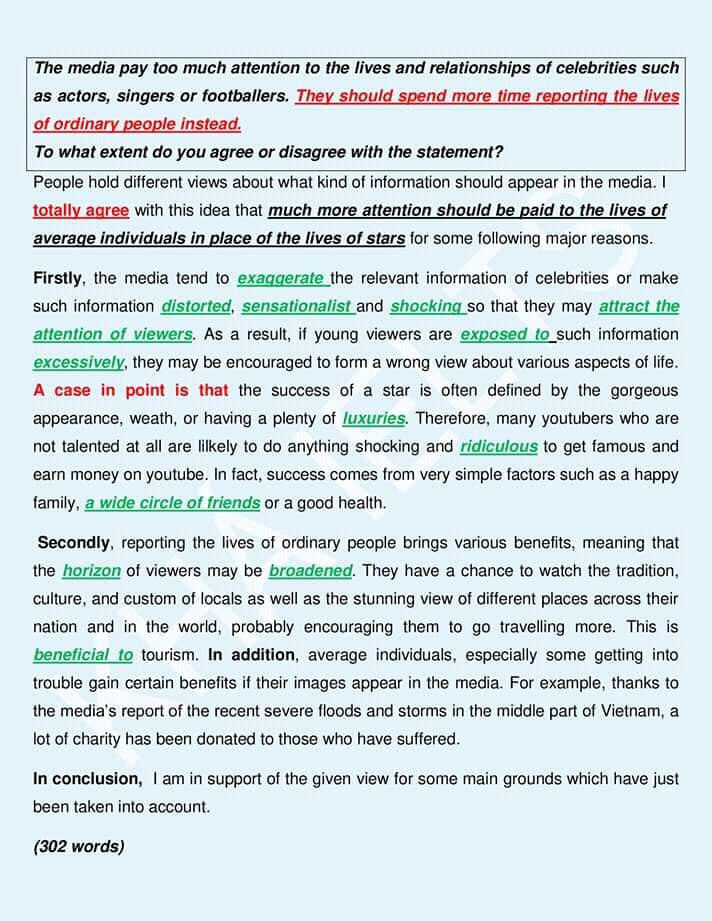 The media pay too much attention to the lives and relationships of celebrities such
as actors, singers or footballers. They should spend more time reporting the lives
of ordinary people instead.
To what extent do you agree or disagree with the statement?
People hold different views about what kind of information should appear in the media. I
totally agree with this idea that much more attention should be paid to the lives of
average individuals in place of the lives of stars for some following major reasons.
Firstly, the media tend to exaggerate the relevant information of celebrities or make
such information distorted, sensationalist and shocking so that they may attract the
attention of viewers. As a result, if young viewers are exposed to such information
excessively, they may be encouraged to form a wrong view about various aspects of life.
A case in point is that the success of a star is often defined by the gorgeous
appearance, weath, or having a plenty of luxuries. Therefore, many youtubers who are
not talented at all are lilkely to do anything shocking and ridiculous to get famous and
earn money on youtube. In fact, success comes from very simple factors such as a happy
family, a wide circle of friends or a good health.
Secondly, reporting the lives of ordinary people brings various benefits, meaning that
the horizon of viewers may be broadened. They have a chance to watch the tradition,
culture, and custom of locals as well as the stunning view of different places across their
nation and in the world, probably encouraging them to go travelling more. This is
beneficial to tourism. In addition, average individuals, especially some getting into
trouble gain certain benefits if their images appear in the media. For example, thanks to
the media's report of the recent severe floods and storms in the middle part of Vietnam, a
lot of charity has been donated to those who have suffered.
In conclusion, I am in support of the given view for some main grounds which have just
been taken into account.
(302 words)
KHAI IELTS